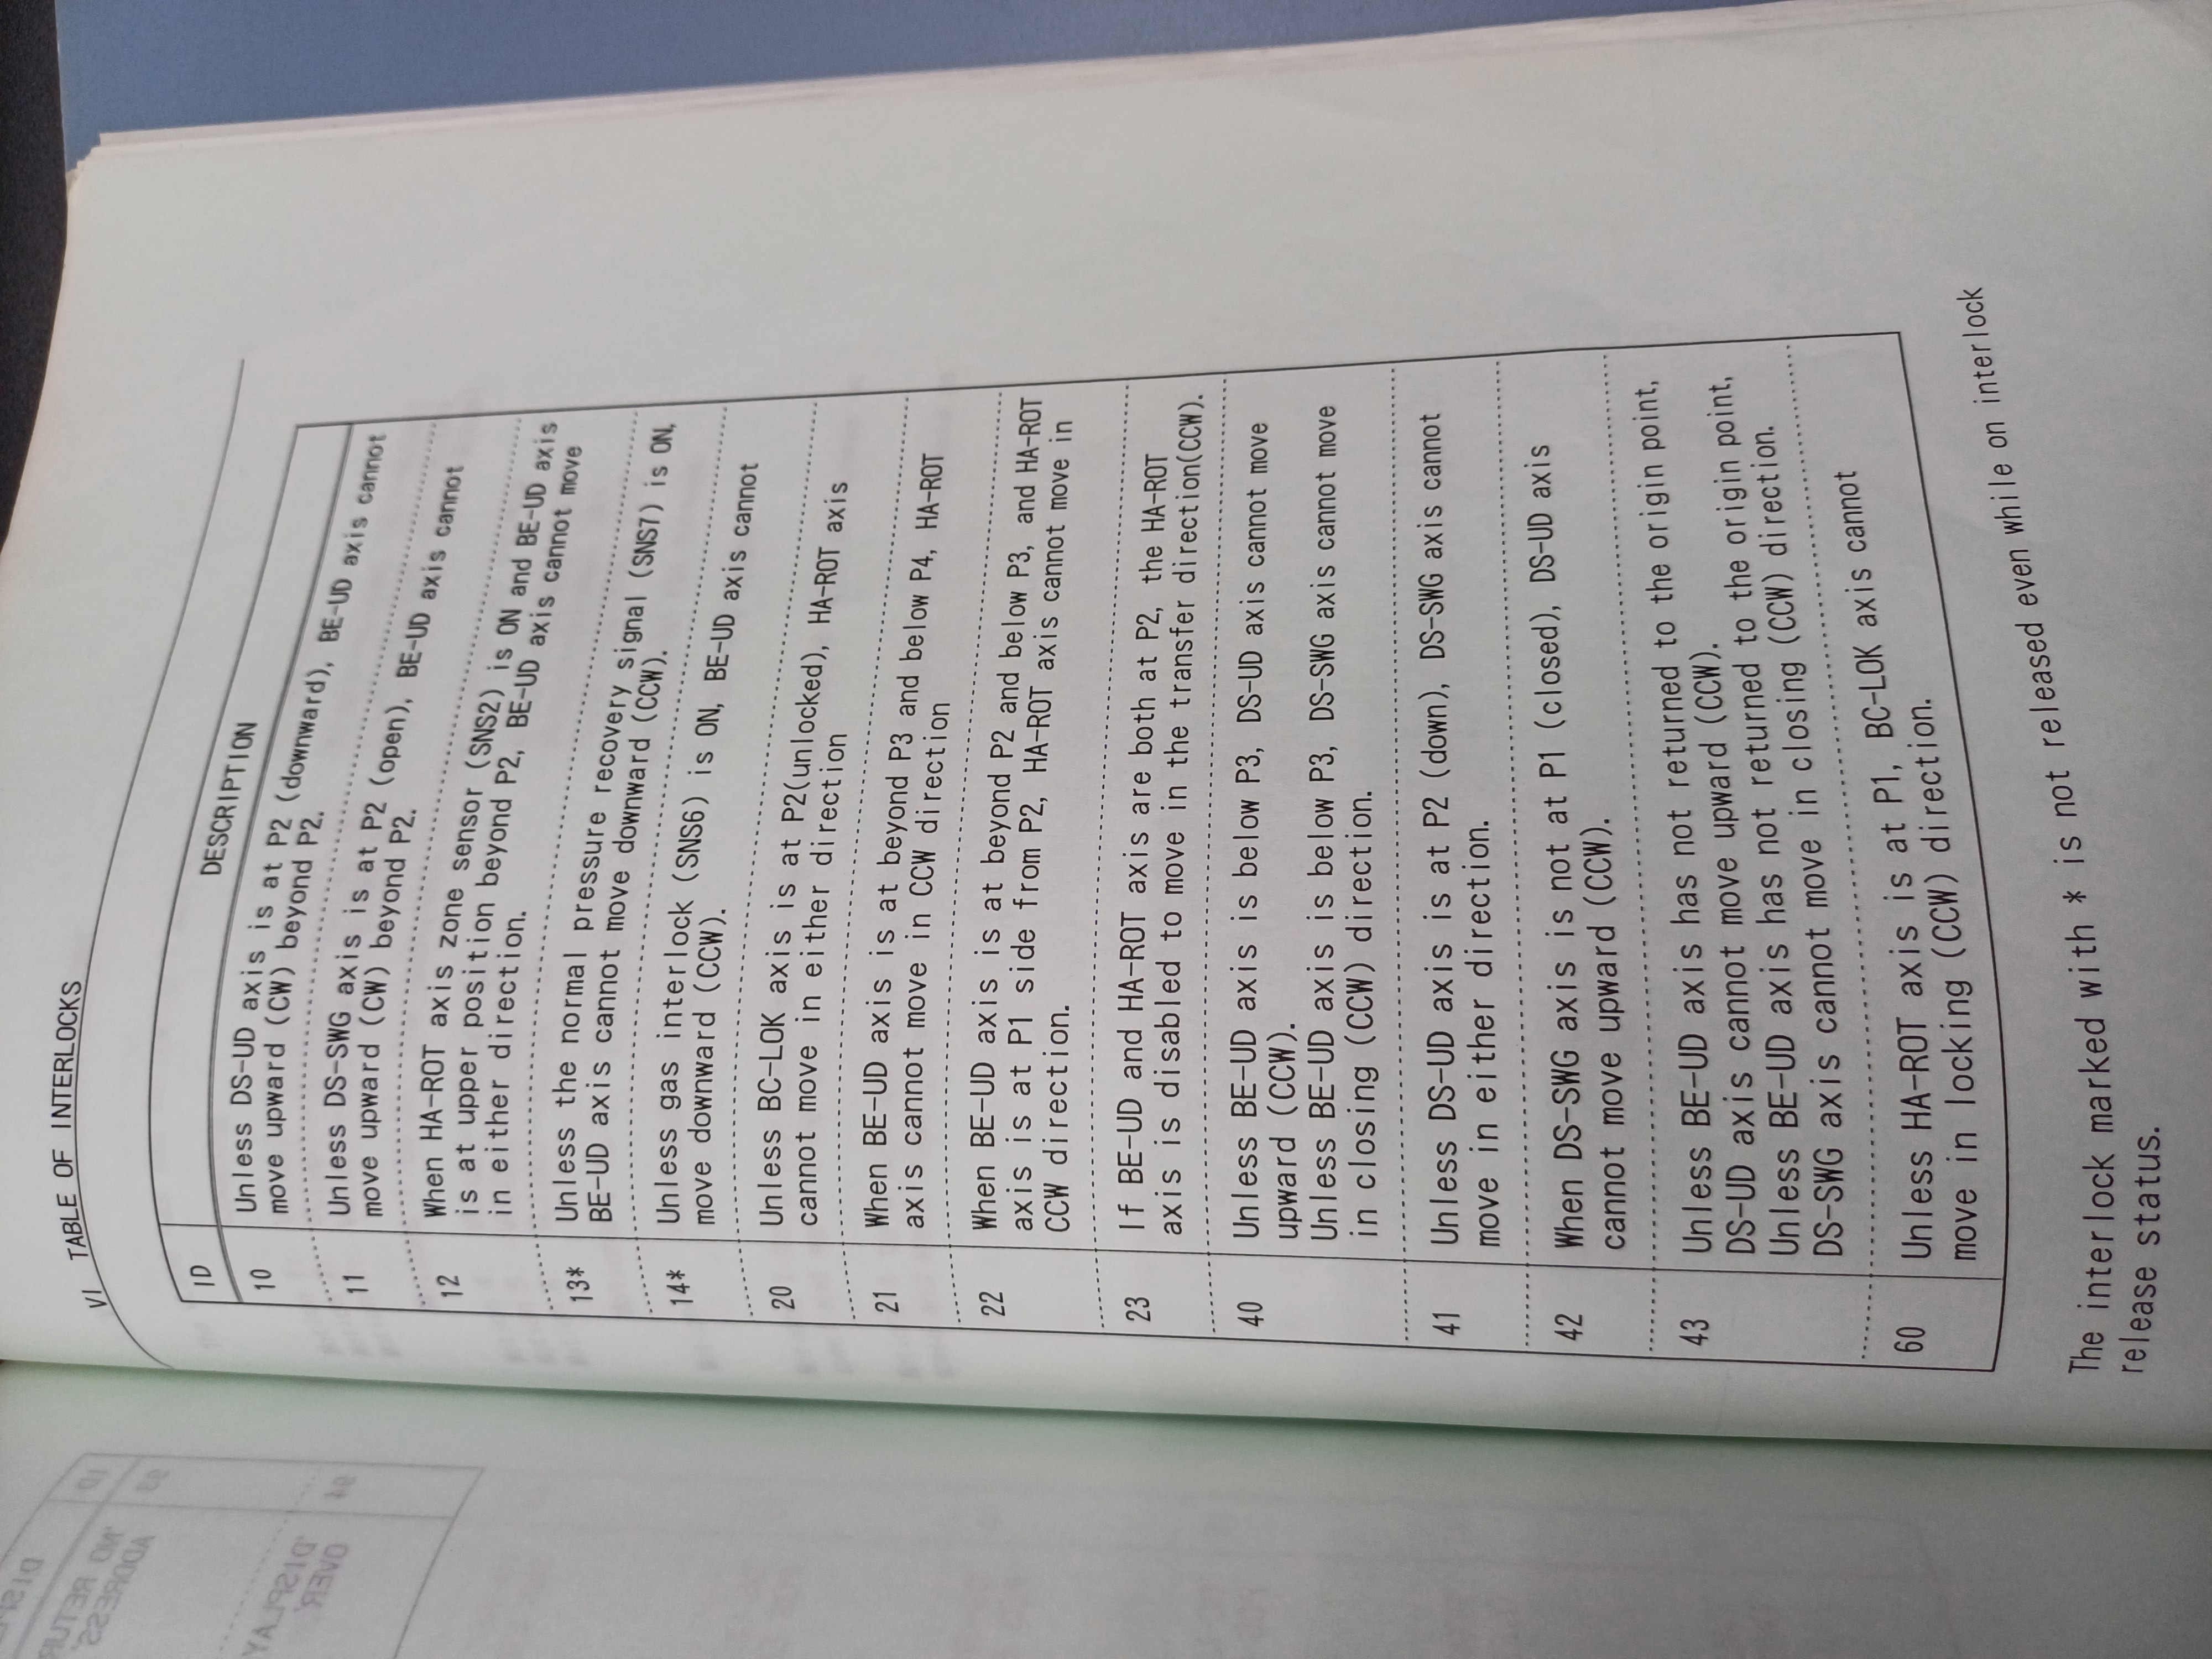 VI TABLE OF INTERLOCKS
ID DESCRIPTION
10 Unless DS-UD axis is at P2 (downward), BE-UD axis cannot
move upward (CW) beyond P2.
11 Unless DS-SWG axis is at P2 (open), BE-UD axis cannot
move upward (CW) beyond P2.
12 When HA-ROT axis zone sensor (SNS2) is ON and BE-UD axis
is at upper position beyond P2, BE-UD axis cannot move
in either direction.
13* Unless the normal pressure recovery signal (SNS7) is ON,
BE-UD axis cannot move downward (CCW).
14* Unless gas interlock (SNS6) is ON, BE-UD axis cannot
move downward (CCW).
20 Unless BC-LOK axis is at P2(unlocked), HA-ROT axis
cannot move in either direction
21 When BE-UD axis is at beyond P3 and below P4, HA-ROT
axis cannot move in CCW direction
22 When BE-UD axis is at beyond P2 and below P3, and HA-ROT
axis is at P1 side from P2, HA-ROT axis cannot move in
CCW direction.
23 If BE-UD and HA-ROT axis are both at P2, the HA-ROT
axis is disabled to move in the transfer direction(CCW).
40 Unless BE-UD axis is below P3, DS-UD axis cannot move
upward (CCW).
Unless BE-UD axis is below P3, DS-SWG axis cannot move
in closing (CCW) direction.
41 Unless DS-UD axis is at P2 (down), DS-SWG axis cannot
move in either direction.
42 When DS-SWG axis is not at P1 (closed), DS-UD axis
cannot move upward (CCW).
43 Unless BE-UD axis has not returned to the origin point,
DS-UD axis cannot move upward (CCW).
Unless BE-UD axis has not returned to the origin point,
DS-SWG axis cannot move in closing (CCW) direction.
60 Unless HA-ROT axis is at P1, BC-LOK axis cannot
move in locking (CCW) direction.
The interlock marked with * is not released even while on interlock
release status.